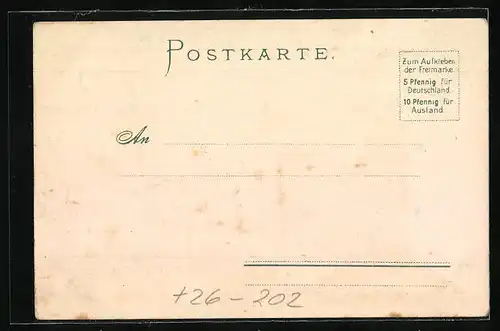 POSTKARTE.
Zum Aufkleben
der Freimarke.
5 Pfennig für
Deutschland.
10 Pfennig für
Ausland.
An
+26-202